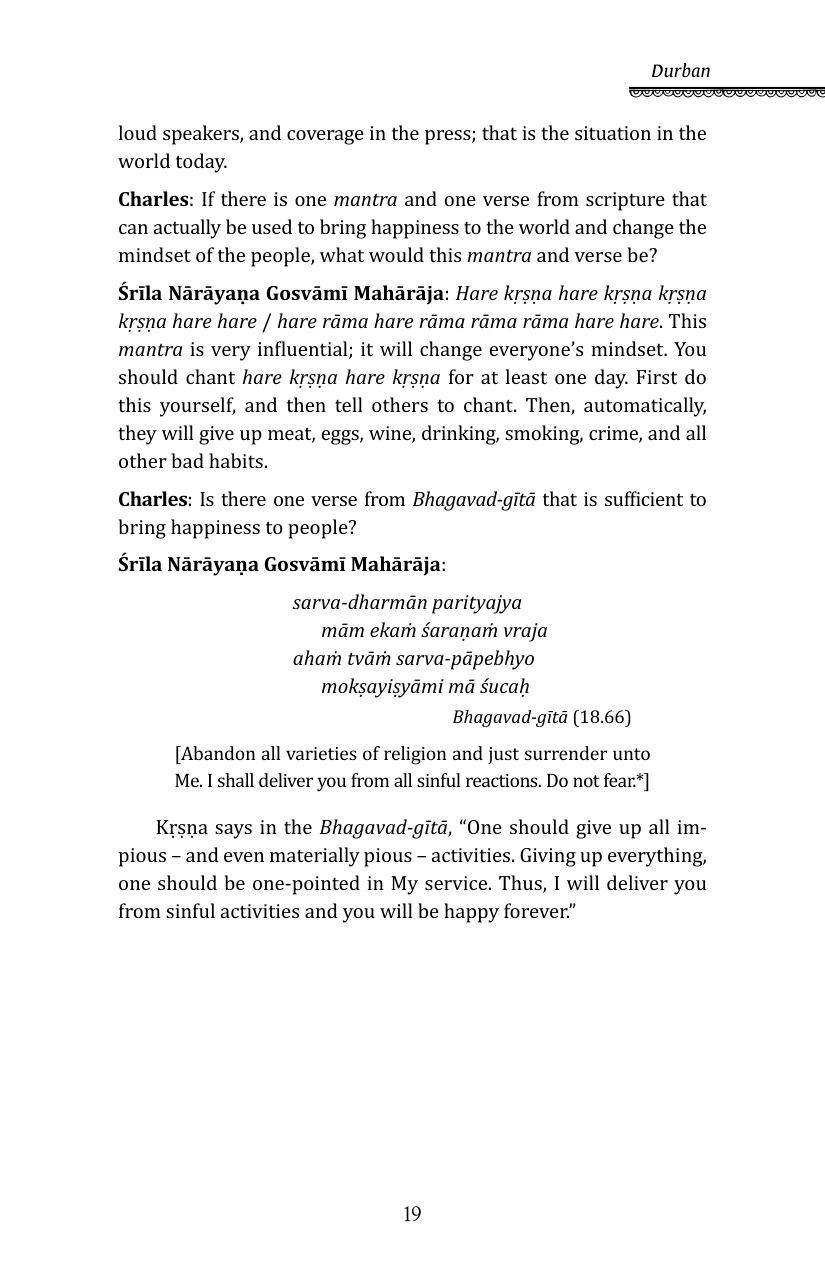 Durban
loud speakers, and coverage in the press; that is the situation in the
world today.
Charles: If there is one mantra and one verse from scripture that
can actually be used to bring happiness to the world and change the
mindset of the people, what would this mantra and verse be?
Śrīla Nārāyaṇa Gosvāmī Mahārāja: Hare kṛṣṇa hare kṛṣṇa kṛṣṇa
kṛṣṇa hare hare / hare rāma hare rāma rāma rāma hare hare. This
mantra is very influential; it will change everyone’s mindset. You
should chant hare kṛṣṇa hare kṛṣṇa for at least one day. First do
this yourself, and then tell others to chant. Then, automatically,
they will give up meat, eggs, wine, drinking, smoking, crime, and all
other bad habits.
Charles: Is there one verse from Bhagavad-gītā that is sufficient to
bring happiness to people?
Śrīla Nārāyaṇa Gosvāmī Mahārāja:
sarva-dharmān parityajya
mām ekaṁ śaraṇaṁ vraja
ahaṁ tvāṁ sarva-pāpebhyo
mokṣayiṣyāmi mā śucaḥ
Bhagavad-gītā (18.66)
[Abandon all varieties of religion and just surrender unto
Me. I shall deliver you from all sinful reactions. Do not fear.*]
Kṛṣṇa says in the Bhagavad-gītā, “One should give up all im-
pious – and even materially pious – activities. Giving up everything,
one should be one-pointed in My service. Thus, I will deliver you
from sinful activities and you will be happy forever.”
19